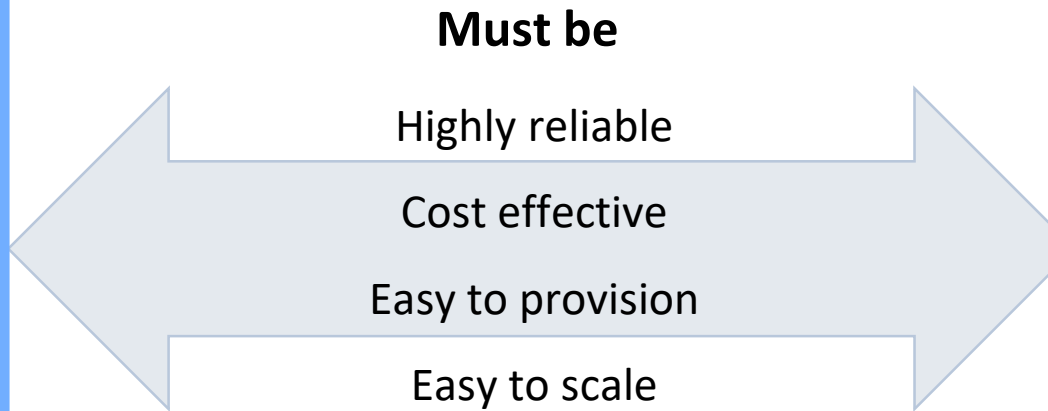 Must be
Highly reliable
Cost effective
Easy to provision
Easy to scale